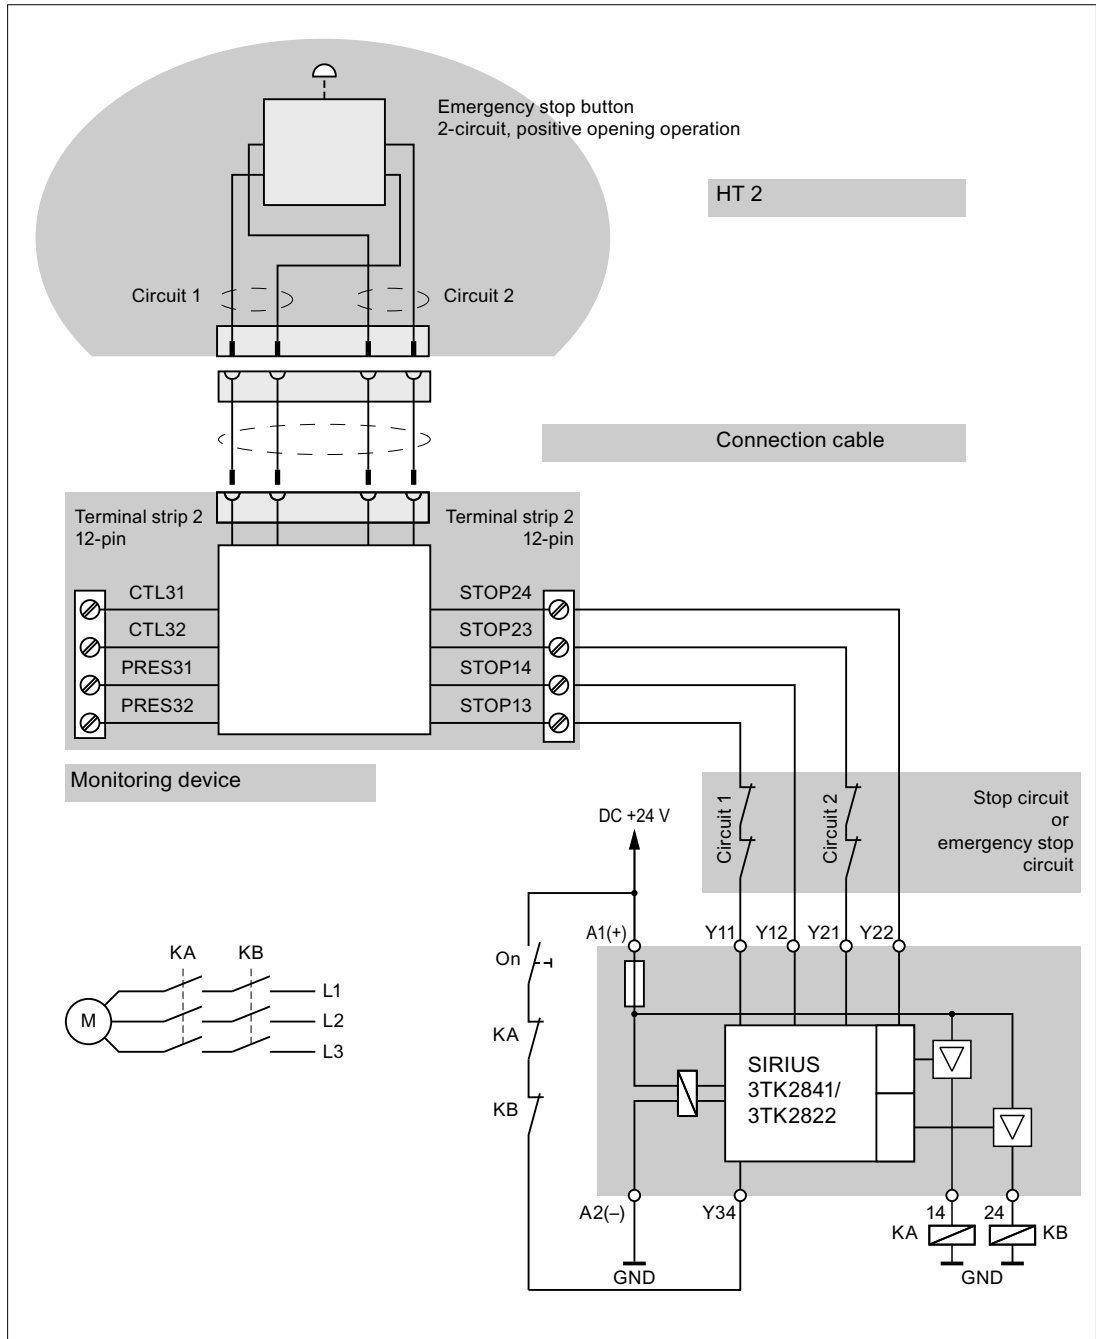 Emergency stop button
2-circuit, positive opening operation
HT 2
Circuit 1
Circuit 2
Connection cable
Terminal strip 2
12-pin
Terminal strip 2
12-pin
CTL31
CTL32
PRES31
PRES32
STOP24
STOP23
STOP14
STOP13
Monitoring device
Circuit 1
Circuit 2
Stop circuit
or
emergency stop
circuit
DC +24 V
A1(+)
Y11
Y12
Y21
Y22
On
KA
KB
KA
KB
M
L1
L2
L3
SIRIUS
3TK2841/
3TK2822
A2(–)
Y34
14
24
KA
KB
GND
GND